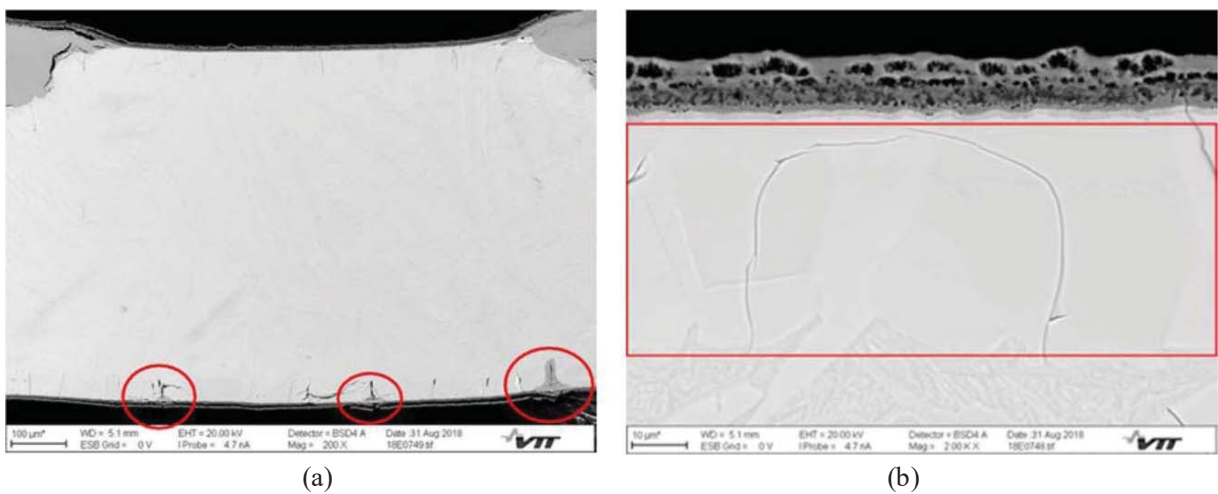 100 µm*
WD = 5.1 mm
EHT = 20.00 kV
Detector = BSD4 A
Date :31 Aug 2018
ESB Grid = 0 V
I Probe = 4.7 nA
Mag = 200 X
18E0749.tif
VTT
10 µm*
WD = 5.1 mm
EHT = 20.00 kV
Detector = BSD4 A
Date :31 Aug 2018
ESB Grid = 0 V
I Probe = 4.7 nA
Mag = 2.00 K X
18E0748.tif
VTT
(a)
(b)